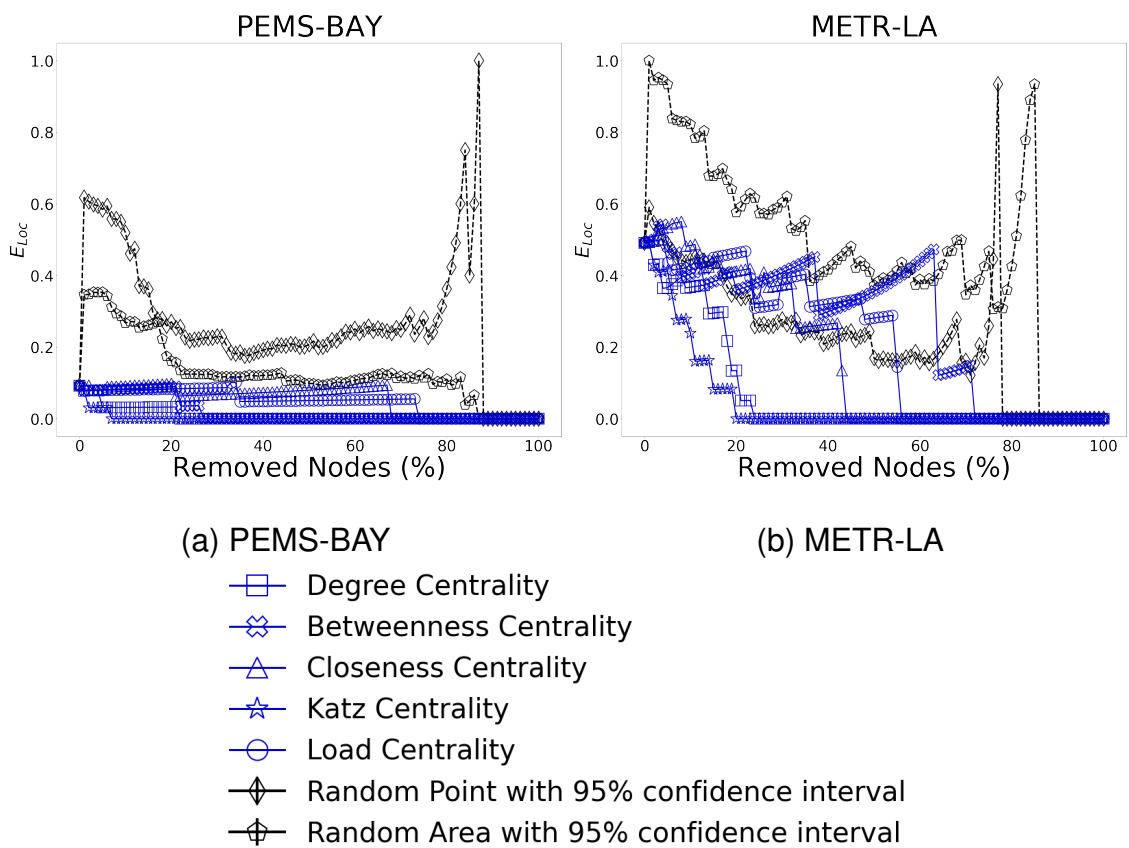 PEMS-BAY
METR-LA
1.0
0.8
0.6
0.4
0.2
0.0
E_Loc
0 20 40 60 80 100
Removed Nodes (%)
1.0
0.8
0.6
0.4
0.2
0.0
E_Loc
0 20 40 60 80 100
Removed Nodes (%)
(a) PEMS-BAY
(b) METR-LA
Degree Centrality
Betweenness Centrality
Closeness Centrality
Katz Centrality
Load Centrality
Random Point with 95% confidence interval
Random Area with 95% confidence interval